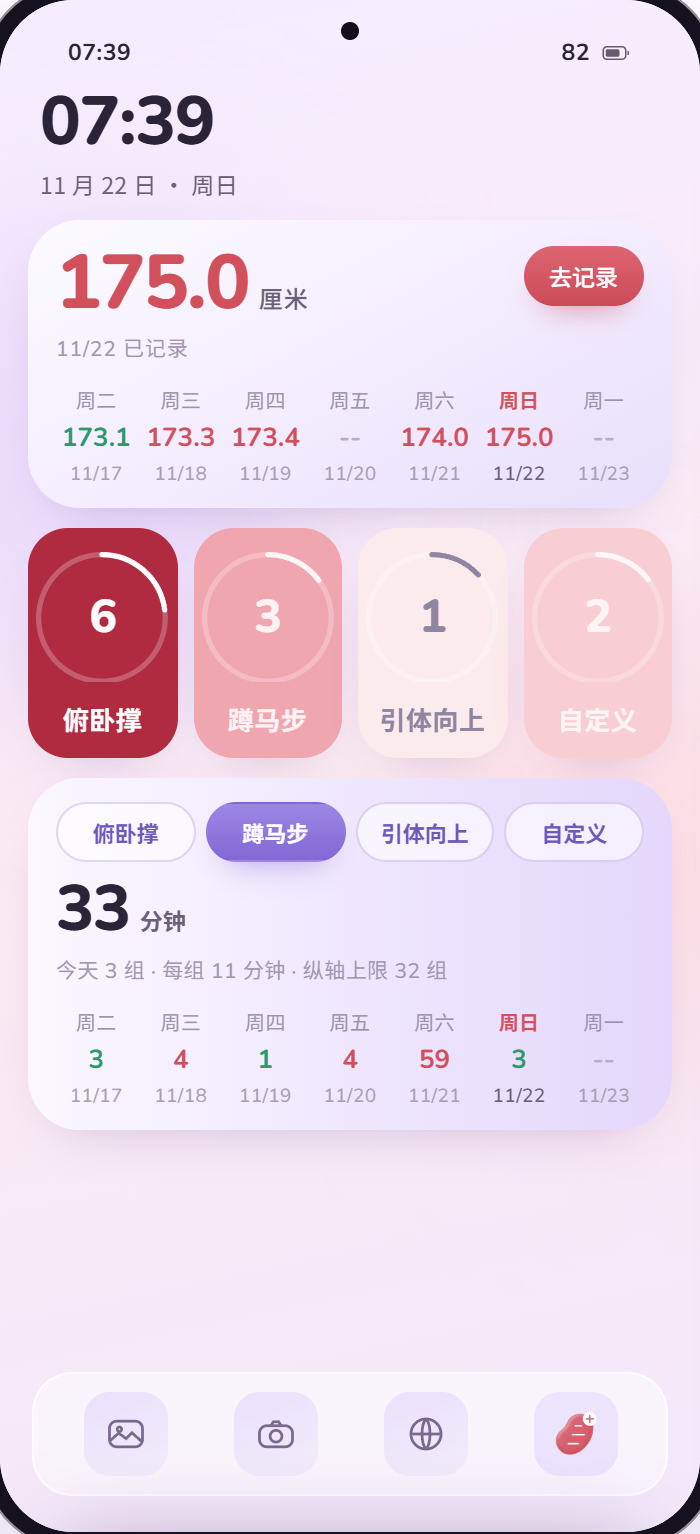 07:39 82
07:39
11 月 22 日 · 周日
175.0 厘米
去记录
11/22 已记录
周二 周三 周四 周五 周六 周日 周一
173.1 173.3 173.4 -- 174.0 175.0 --
11/17 11/18 11/19 11/20 11/21 11/22 11/23
6 3 1 2
俯卧撑 蹲马步 引体向上 自定义
俯卧撑 蹲马步 引体向上 自定义
33 分钟
今天 3 组 · 每组 11 分钟 · 纵轴上限 32 组
周二 周三 周四 周五 周六 周日 周一
3 4 1 4 59 3 --
11/17 11/18 11/19 11/20 11/21 11/22 11/23